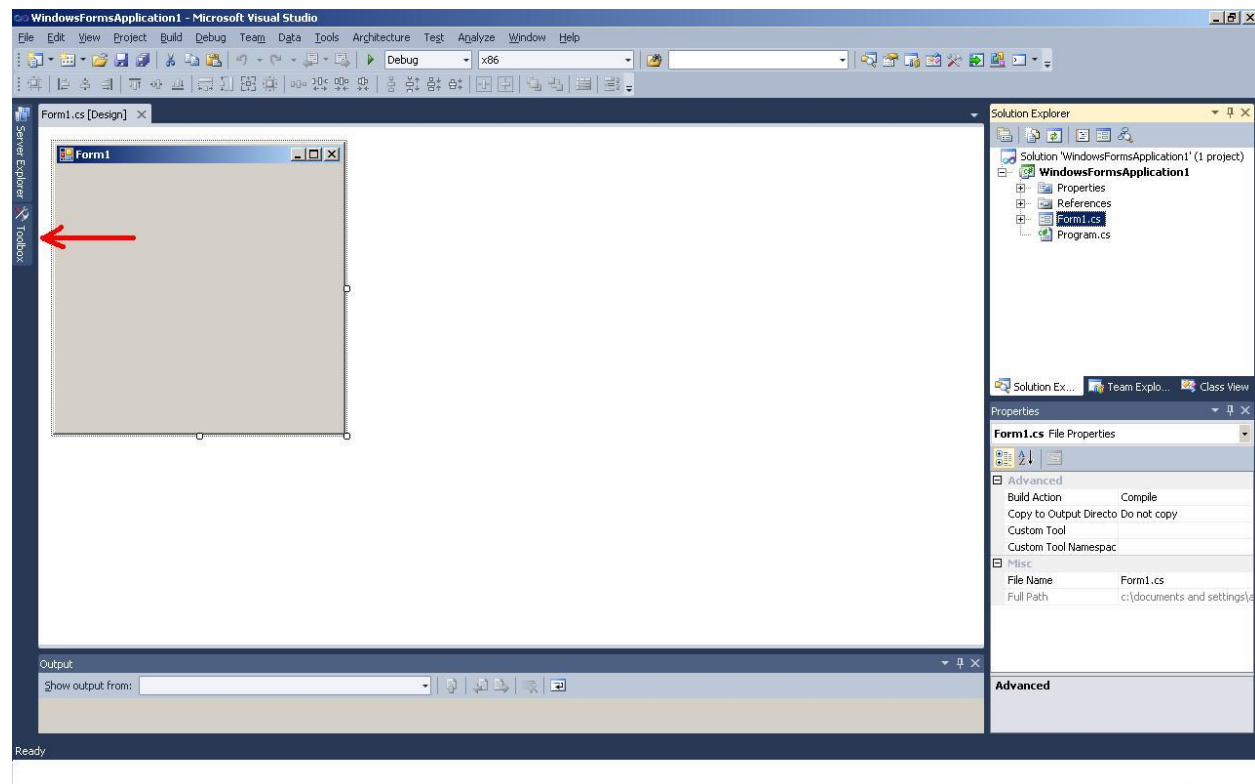 WindowsFormsApplication1 - Microsoft Visual Studio
File Edit View Project Build Debug Team Data Tools Architecture Test Analyze Window Help
Debug x86
Server Explorer
Toolbox
Form1.cs [Design]
Form1
Solution Explorer
Solution 'WindowsFormsApplication1' (1 project)
WindowsFormsApplication1
Properties
References
Form1.cs
Program.cs
Solution Ex... Team Explo... Class View
Properties
Form1.cs File Properties
Advanced
Build Action Compile
Copy to Output Directo Do not copy
Custom Tool
Custom Tool Namespac
Misc
File Name Form1.cs
Full Path c:\documents and settings\a
Advanced
Output
Show output from:
Ready